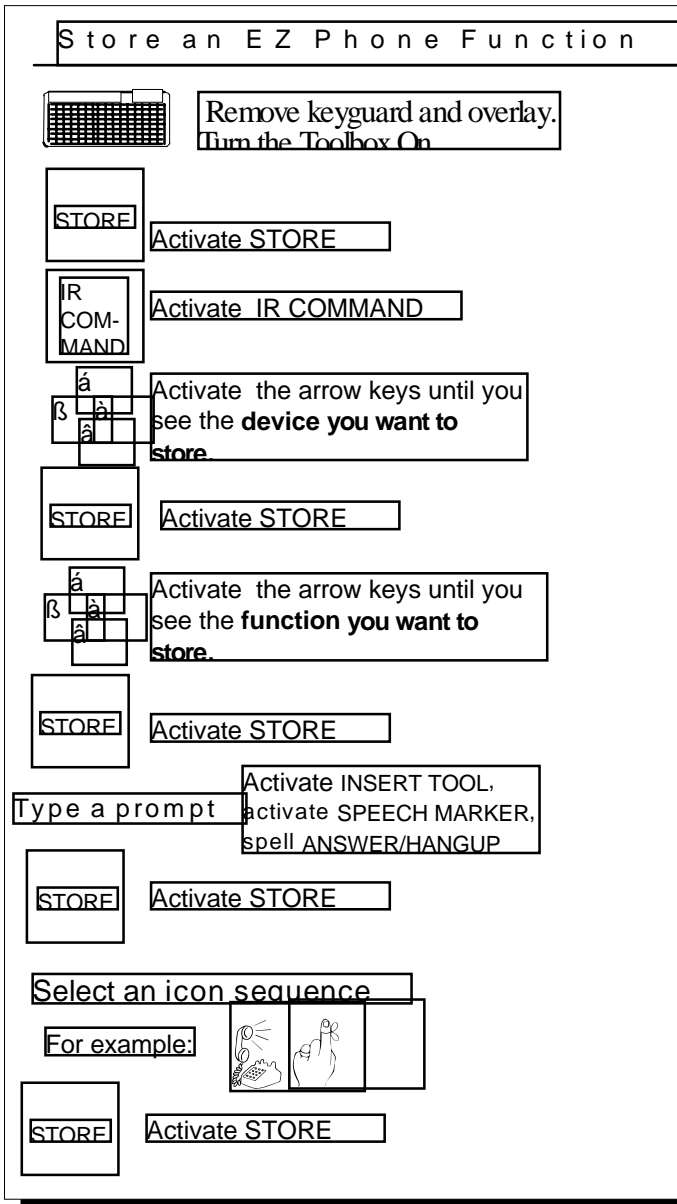 Store an EZ Phone Function
Remove keyguard and overlay.
Turn the Toolbox On
STORE
Activate STORE
IR
COM-
MAND
Activate IR COMMAND
á
ß à
â
Activate the arrow keys until you
see the device you want to
store.
STORE
Activate STORE
á
ß à
â
Activate the arrow keys until you
see the function you want to
store.
STORE
Activate STORE
Type a prompt
Activate INSERT TOOL,
activate SPEECH MARKER,
spell ANSWER/HANGUP
STORE
Activate STORE
Select an icon sequence
For example:
STORE
Activate STORE